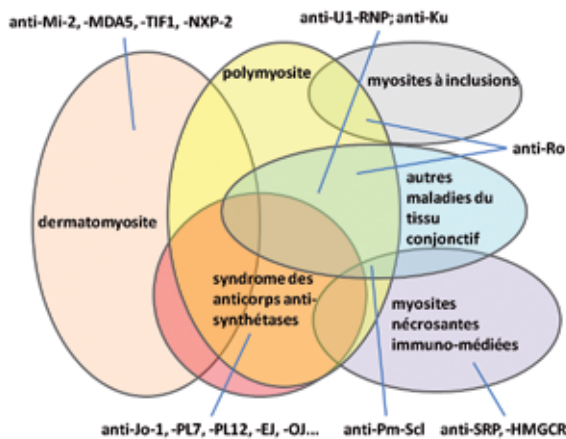 anti-Mi-2, -MDA5, -TIF1, -NXP-2
anti-U1-RNP; anti-Ku
polymyosite
myosites à inclusions
anti-Ro
autres
maladies du
tissu
conjonctif
dermatomyosite
syndrome des
anticorps anti-
synthétases
myosites
nécrosantes
immuno-médiées
anti-Jo-1, -PL7, -PL12, -EJ, -OJ...
anti-Pm-Scl
anti-SRP, -HMGCR